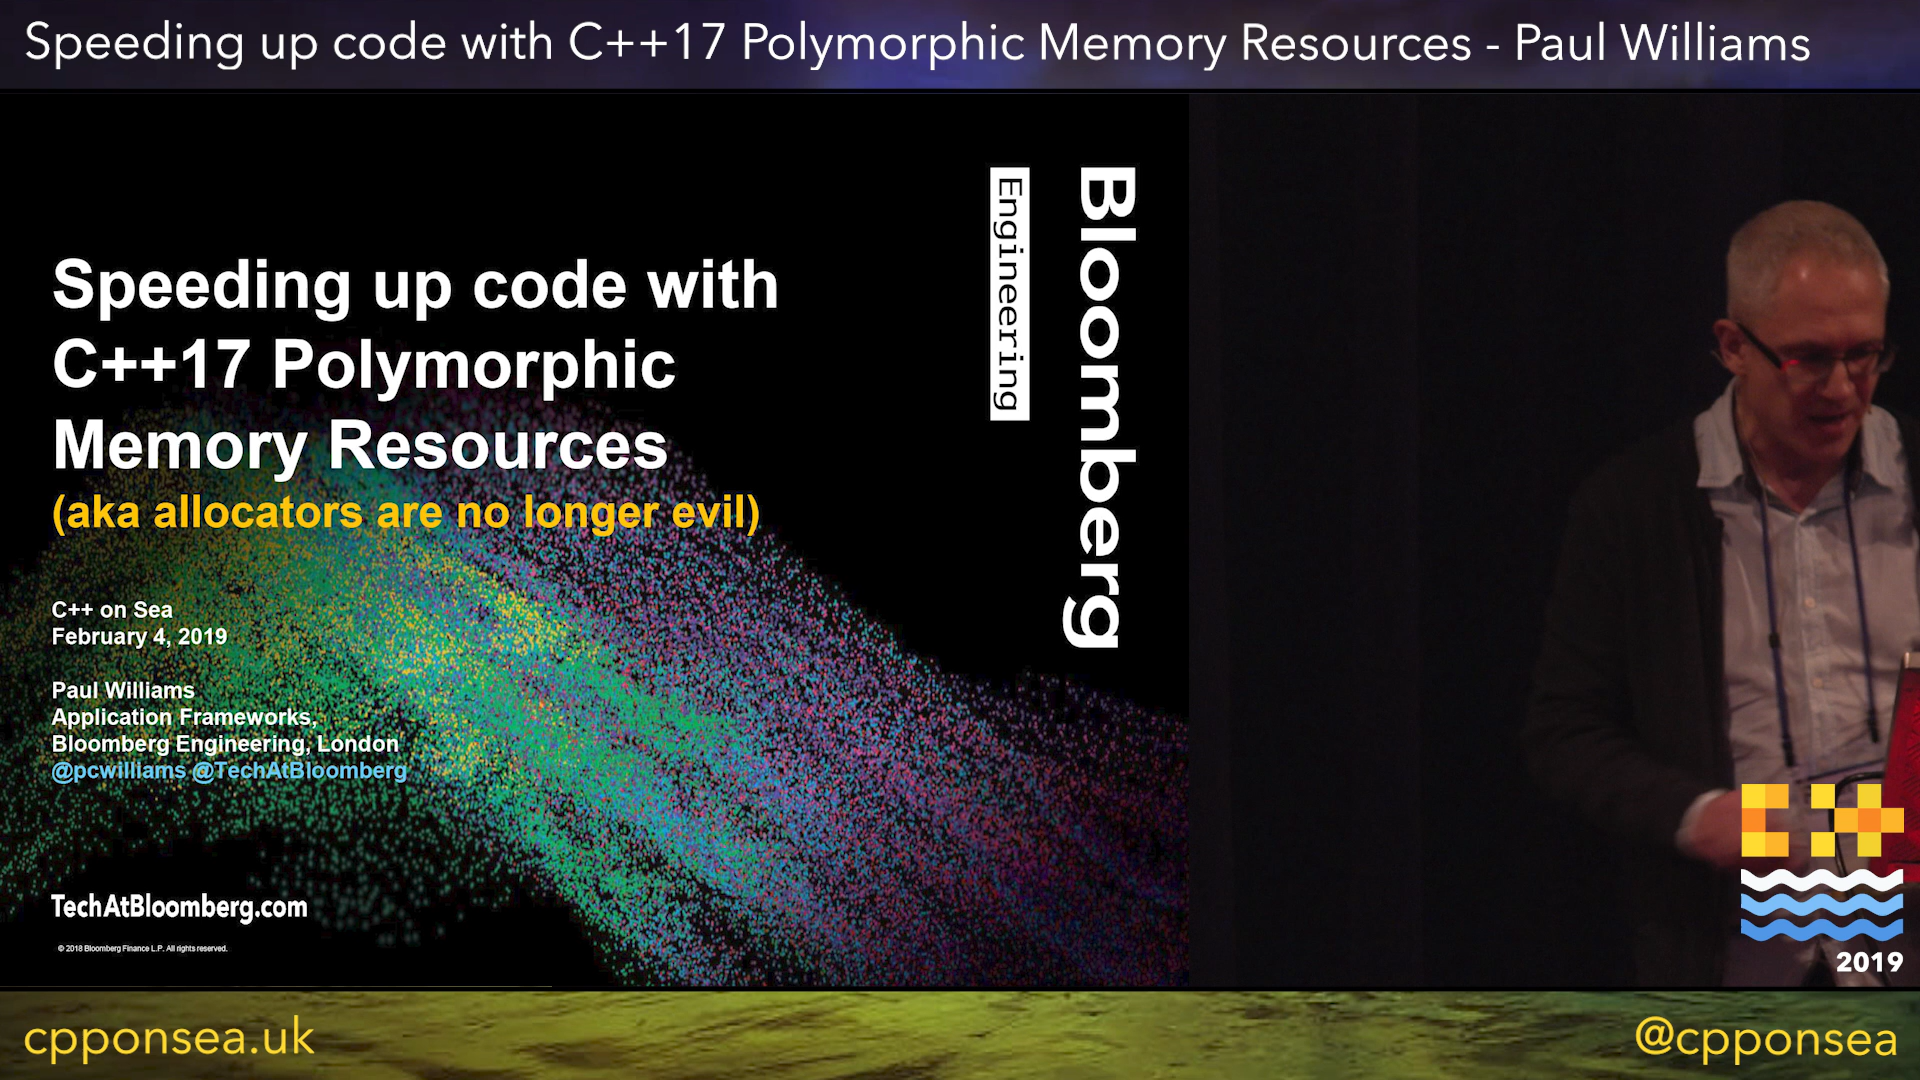 Speeding up code with C++17 Polymorphic Memory Resources - Paul Williams
Speeding up code with
C++17 Polymorphic
Memory Resources
(aka allocators are no longer evil)
C++ on Sea
February 4, 2019
Paul Williams
Application Frameworks,
Bloomberg Engineering, London
@pcwilliams @TechAtBloomberg
TechAtBloomberg.com
© 2018 Bloomberg Finance L.P. All rights reserved.
Bloomberg
Engineering
C+
2019
cpponsea.uk
@cpponsea